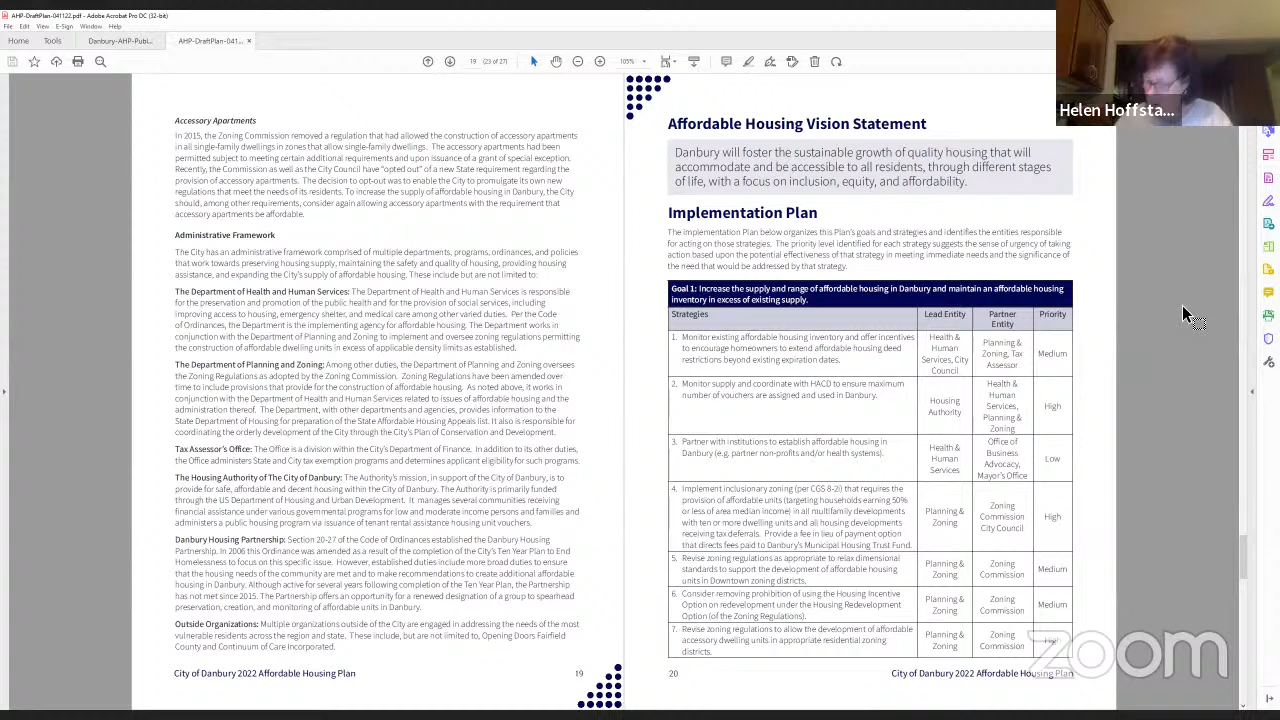 AHP-DraftPlan-041122.pdf - Adobe Acrobat Pro DC (32-bit)
File Edit View E-Sign Window Help
Home Tools Danbury-AHP-Publ... AHP-DraftPlan-041... ×
19 (23 of 27) 105%
Helen Hoffsta...
Accessory Apartments
In 2015, the Zoning Commission removed a regulation that had allowed the construction of accessory apartments
in all single-family dwellings in zones that allow single-family dwellings. The accessory apartments had been
permitted subject to meeting certain additional requirements and upon issuance of a grant of special exception.
Recently, the Commission as well as the City Council have "opted out" of a new State requirement regarding the
provision of accessory apartments. The decision to opt-out was to enable the City to promulgate its own new
regulations that meet the needs of its residents. To increase the supply of affordable housing in Danbury, the City
should, among other requirements, consider again allowing accessory apartments with the requirement that
accessory apartments be affordable.
Administrative Framework
The City has an administrative framework comprised of multiple departments, programs, ordinances, and policies
that work towards preserving housing supply, maintaining the safety and quality of housing, providing housing
assistance, and expanding the City's supply of affordable housing. These include but are not limited to:
The Department of Health and Human Services: The Department of Health and Human Services is responsible
for the preservation and promotion of the public health and for the provision of social services, including
improving access to housing, emergency shelter, and medical care among other varied duties. Per the Code
of Ordinances, the Department is the implementing agency for affordable housing. The Department works in
conjunction with the Department of Planning and Zoning to implement and oversee zoning regulations permitting
the construction of affordable dwelling units in excess of applicable density limits as established.
The Department of Planning and Zoning: Among other duties, the Department of Planning and Zoning oversees
the Zoning Regulations as adopted by the Zoning Commission. Zoning Regulations have been amended over
time to include provisions that provide for the construction of affordable housing. As noted above, it works in
conjunction with the Department of Health and Human Services related to issues of affordable housing and the
administration thereof. The Department, with other departments and agencies, provides information to the
State Department of Housing for preparation of the State Affordable Housing Appeals list. It also is responsible for
coordinating the orderly development of the City through the City's Plan of Conservation and Development.
Tax Assessor's Office: The Office is a division within the City's Department of Finance. In addition to its other duties,
the Office administers State and City tax exemption programs and determines applicant eligibility for such programs.
The Housing Authority of The City of Danbury: The Authority's mission, in support of the City of Danbury, is to
provide for safe, affordable and decent housing within the City of Danbury. The Authority is primarily funded
through the US Department of Housing and Urban Development. It manages several communities receiving
financial assistance under various governmental programs for low and moderate income persons and families and
administers a public housing program via issuance of tenant rental assistance housing unit vouchers.
Danbury Housing Partnership: Section 20-27 of the Code of Ordinances established the Danbury Housing
Partnership. In 2006 this Ordinance was amended as a result of the completion of the City's Ten Year Plan to End
Homelessness to focus on this specific issue. However, established duties include more broad duties to ensure
that the housing needs of the community are met and to make recommendations to create additional affordable
housing in Danbury. Although active for several years following completion of the Ten Year Plan, the Partnership
has not met since 2015. The Partnership offers an opportunity for a renewed designation of a group to spearhead
preservation, creation, and monitoring of affordable units in Danbury.
Outside Organizations: Multiple organizations outside of the City are engaged in addressing the needs of the most
vulnerable residents across the region and state. These include, but are not limited to, Opening Doors Fairfield
County and Continuum of Care Incorporated.
City of Danbury 2022 Affordable Housing Plan 19
Affordable Housing Vision Statement
Danbury will foster the sustainable growth of quality housing that will
accommodate and be accessible to all residents, through different stages
of life, with a focus on inclusion, equity, and affordability.
Implementation Plan
The implementation Plan below organizes this Plan's goals and strategies and identifies the entities responsible
for acting on those strategies. The priority level identified for each strategy suggests the sense of urgency of taking
action based upon the potential effectiveness of that strategy in meeting immediate needs and the significance of
the need that would be addressed by that strategy.
Goal 1: Increase the supply and range of affordable housing in Danbury and maintain an affordable housing
inventory in excess of existing supply.
Strategies Lead Entity Partner Entity Priority
1. Monitor existing affordable housing inventory and offer incentives
to encourage homeowners to extend affordable housing deed
restrictions beyond existing expiration dates.
Health &
Human
Services, City
Council
Planning &
Zoning, Tax
Assessor
Medium
2. Monitor supply and coordinate with HACD to ensure maximum
number of vouchers are assigned and used in Danbury.
Housing
Authority
Health &
Human
Services,
Planning &
Zoning
High
3. Partner with institutions to establish affordable housing in
Danbury (e.g. partner non-profits and/or health systems).
Health &
Human
Services
Office of
Business
Advocacy,
Mayor's Office
Low
4. Implement inclusionary zoning (per CGS 8-2i) that requires the
provision of affordable units (targeting households earning 50%
or less of area median income) in all multifamily developments
with ten or more dwelling units and all housing developments
receiving tax deferrals. Provide a fee in lieu of payment option
that directs fees paid to Danbury's Municipal Housing Trust Fund.
Planning &
Zoning
Zoning
Commission
City Council
High
5. Revise zoning regulations as appropriate to relax dimensional
standards to support the development of affordable housing
units in Downtown zoning districts.
Planning &
Zoning
Zoning
Commission
Medium
6. Consider removing prohibition of using the Housing Incentive
Option on redevelopment under the Housing Redevelopment
Option (of the Zoning Regulations).
Planning &
Zoning
Zoning
Commission
Medium
7. Revise zoning regulations to allow the development of affordable
accessory dwelling units in appropriate residential zoning
districts.
Planning &
Zoning
Zoning
Commission
High
20 City of Danbury 2022 Affordable Housing Plan
zoom